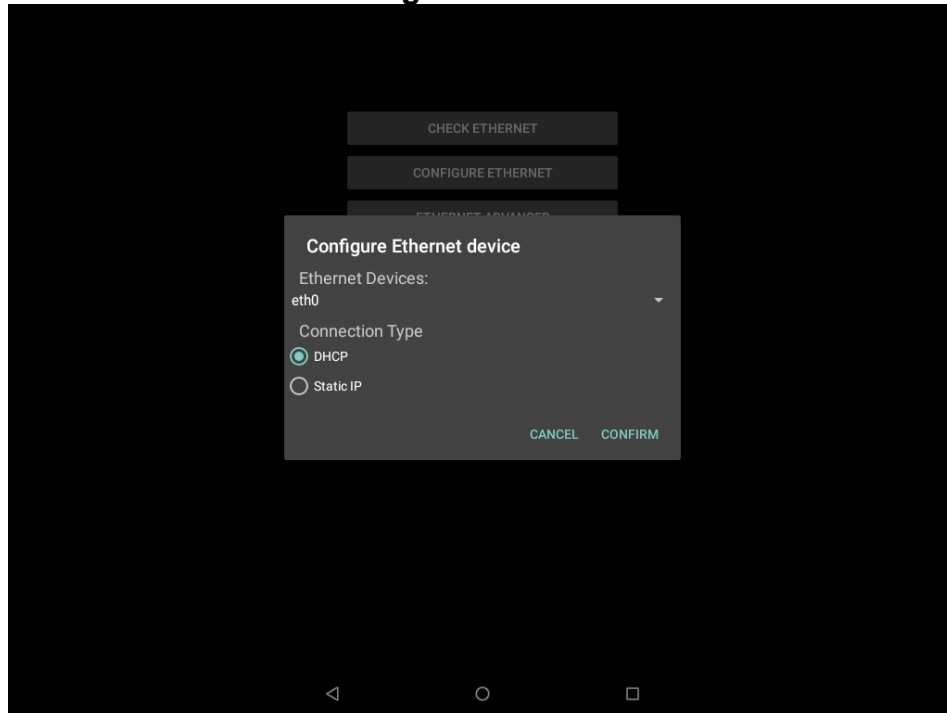 CHECK ETHERNET
CONFIGURE ETHERNET
Configure Ethernet device
Ethernet Devices:
eth0
Connection Type
DHCP
Static IP
CANCEL CONFIRM